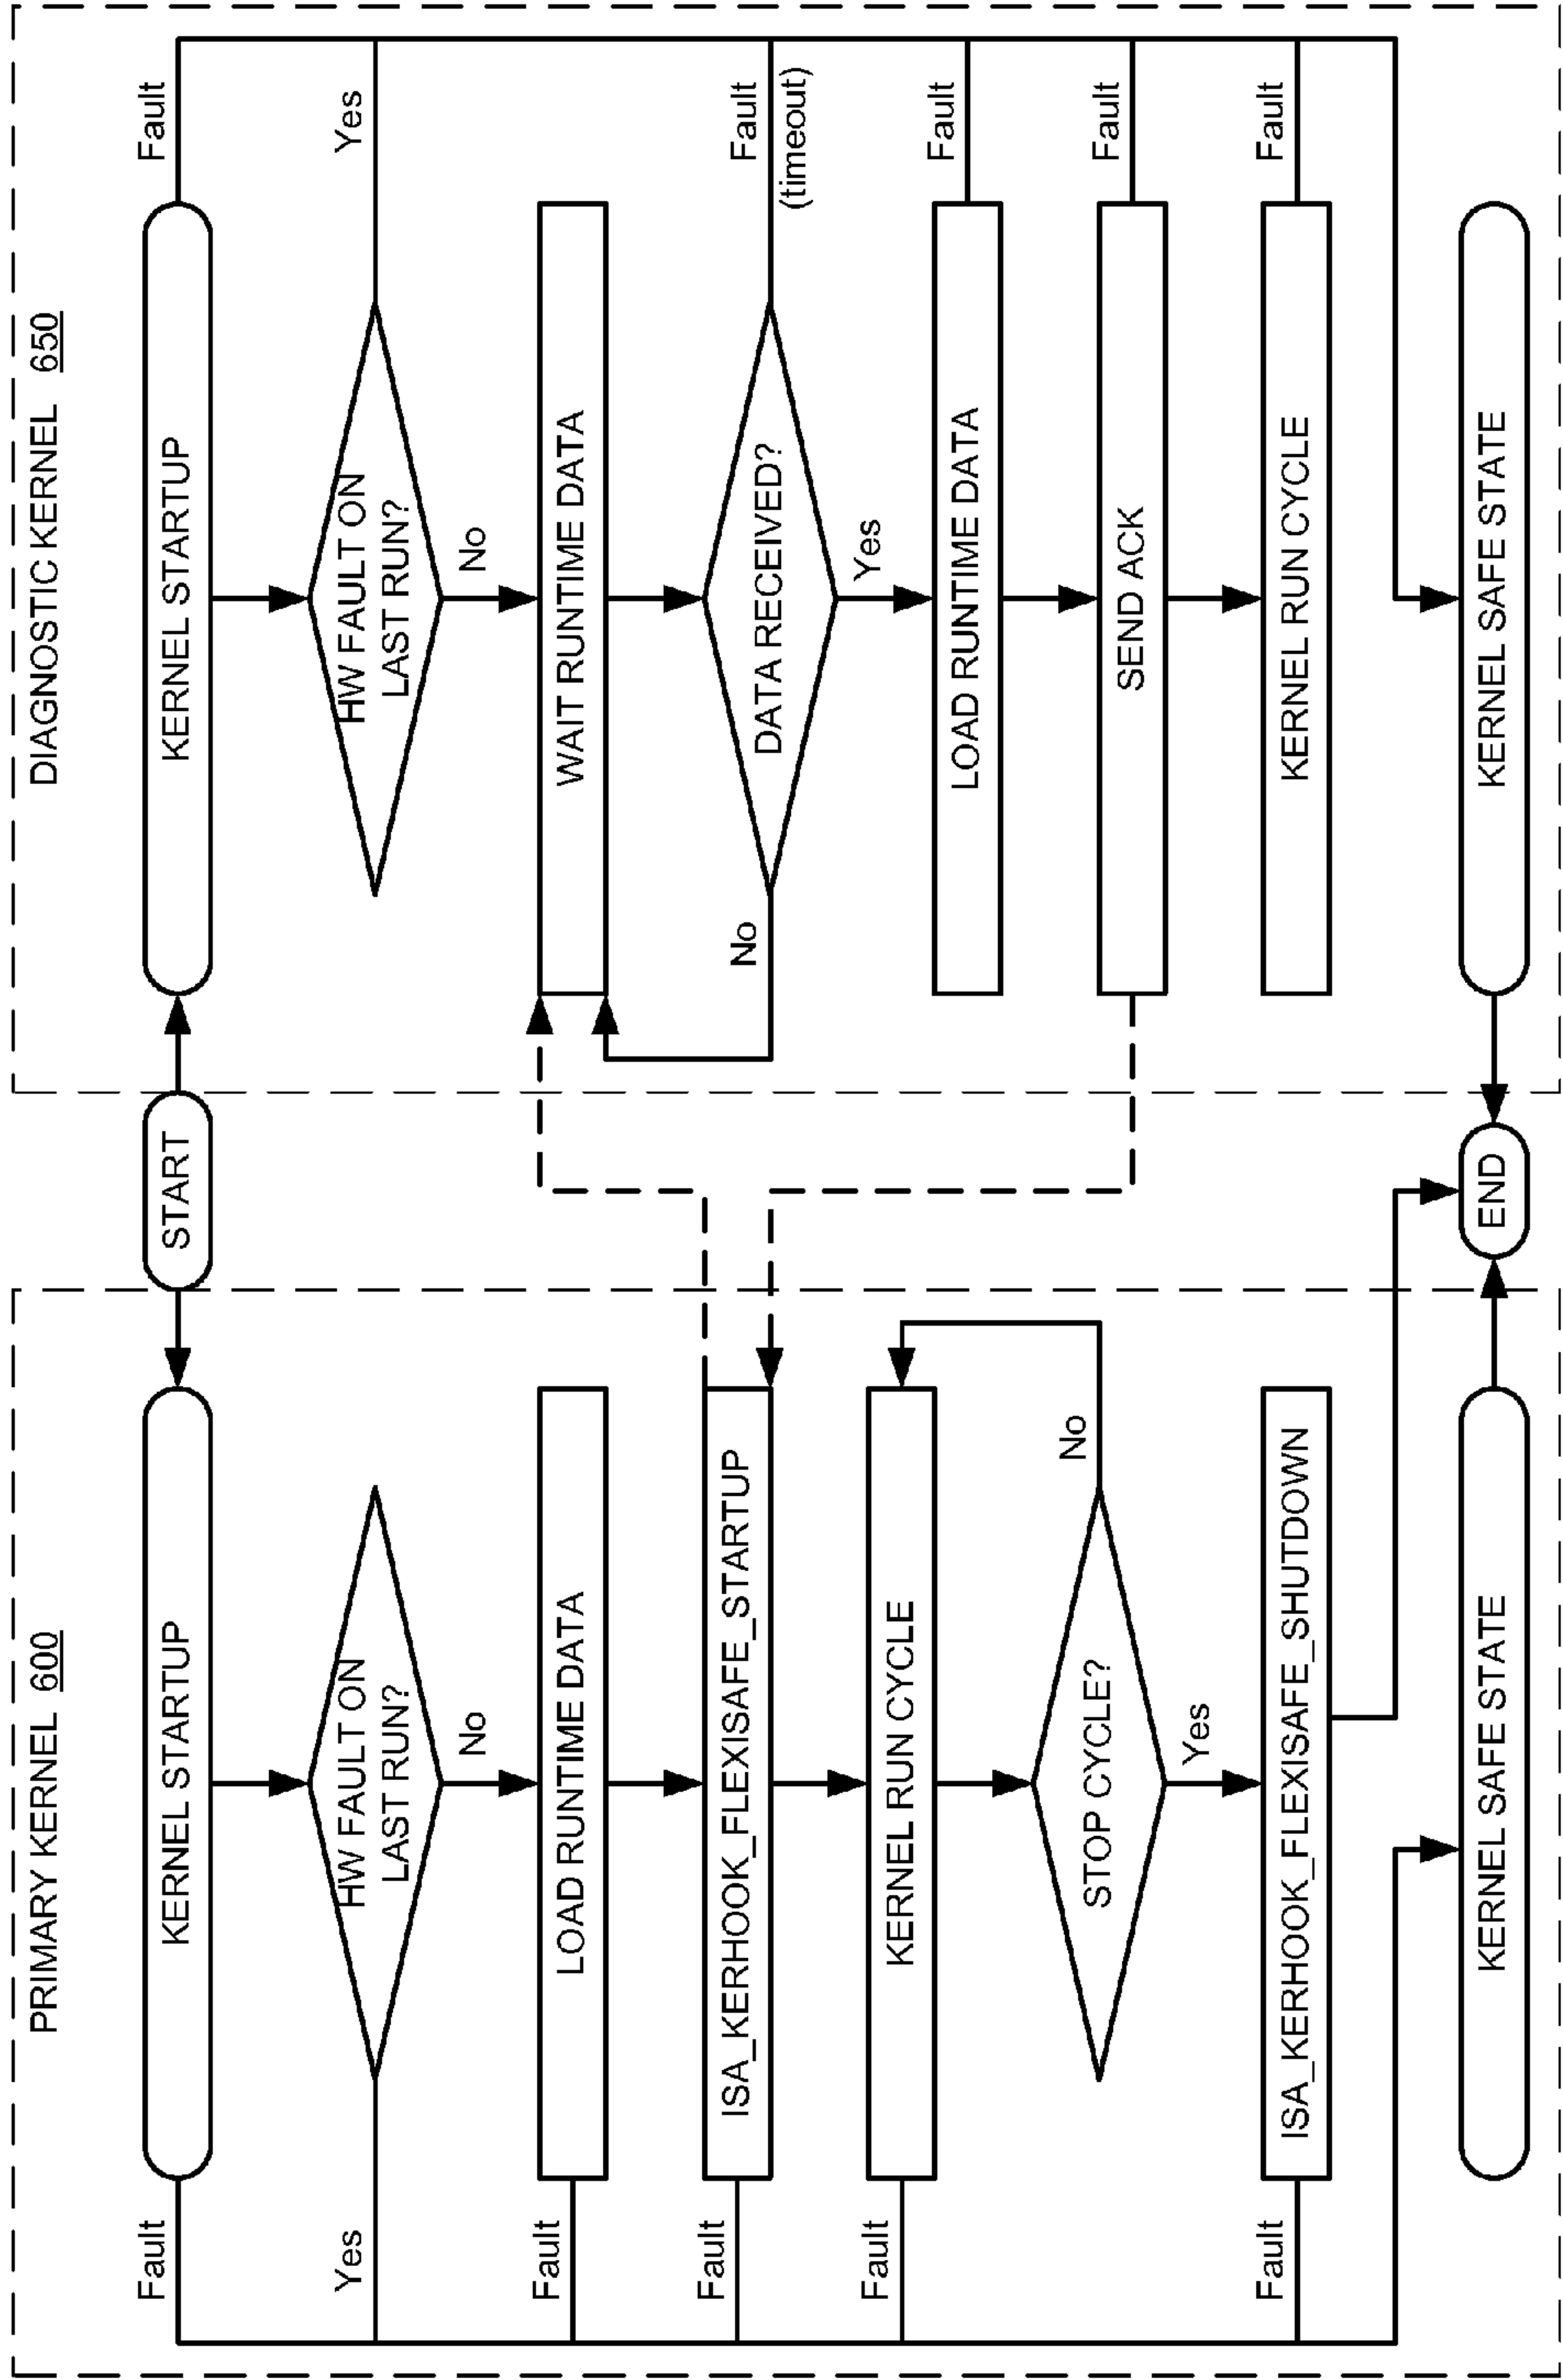 PRIMARY KERNEL 600
KERNEL STARTUP
Fault
HW FAULT ON
LAST RUN?
Yes
No
LOAD RUNTIME DATA
Fault
ISA_KERHOOK_FLEXISAFE_STARTUP
Fault
KERNEL RUN CYCLE
Fault
STOP CYCLE?
No
Yes
ISA_KERHOOK_FLEXISAFE_SHUTDOWN
Fault
KERNEL SAFE STATE
START
END
DIAGNOSTIC KERNEL 650
KERNEL STARTUP
Fault
HW FAULT ON
LAST RUN?
Yes
No
WAIT RUNTIME DATA
DATA RECEIVED?
No
Fault
(timeout)
Yes
LOAD RUNTIME DATA
Fault
SEND ACK
Fault
KERNEL RUN CYCLE
Fault
KERNEL SAFE STATE